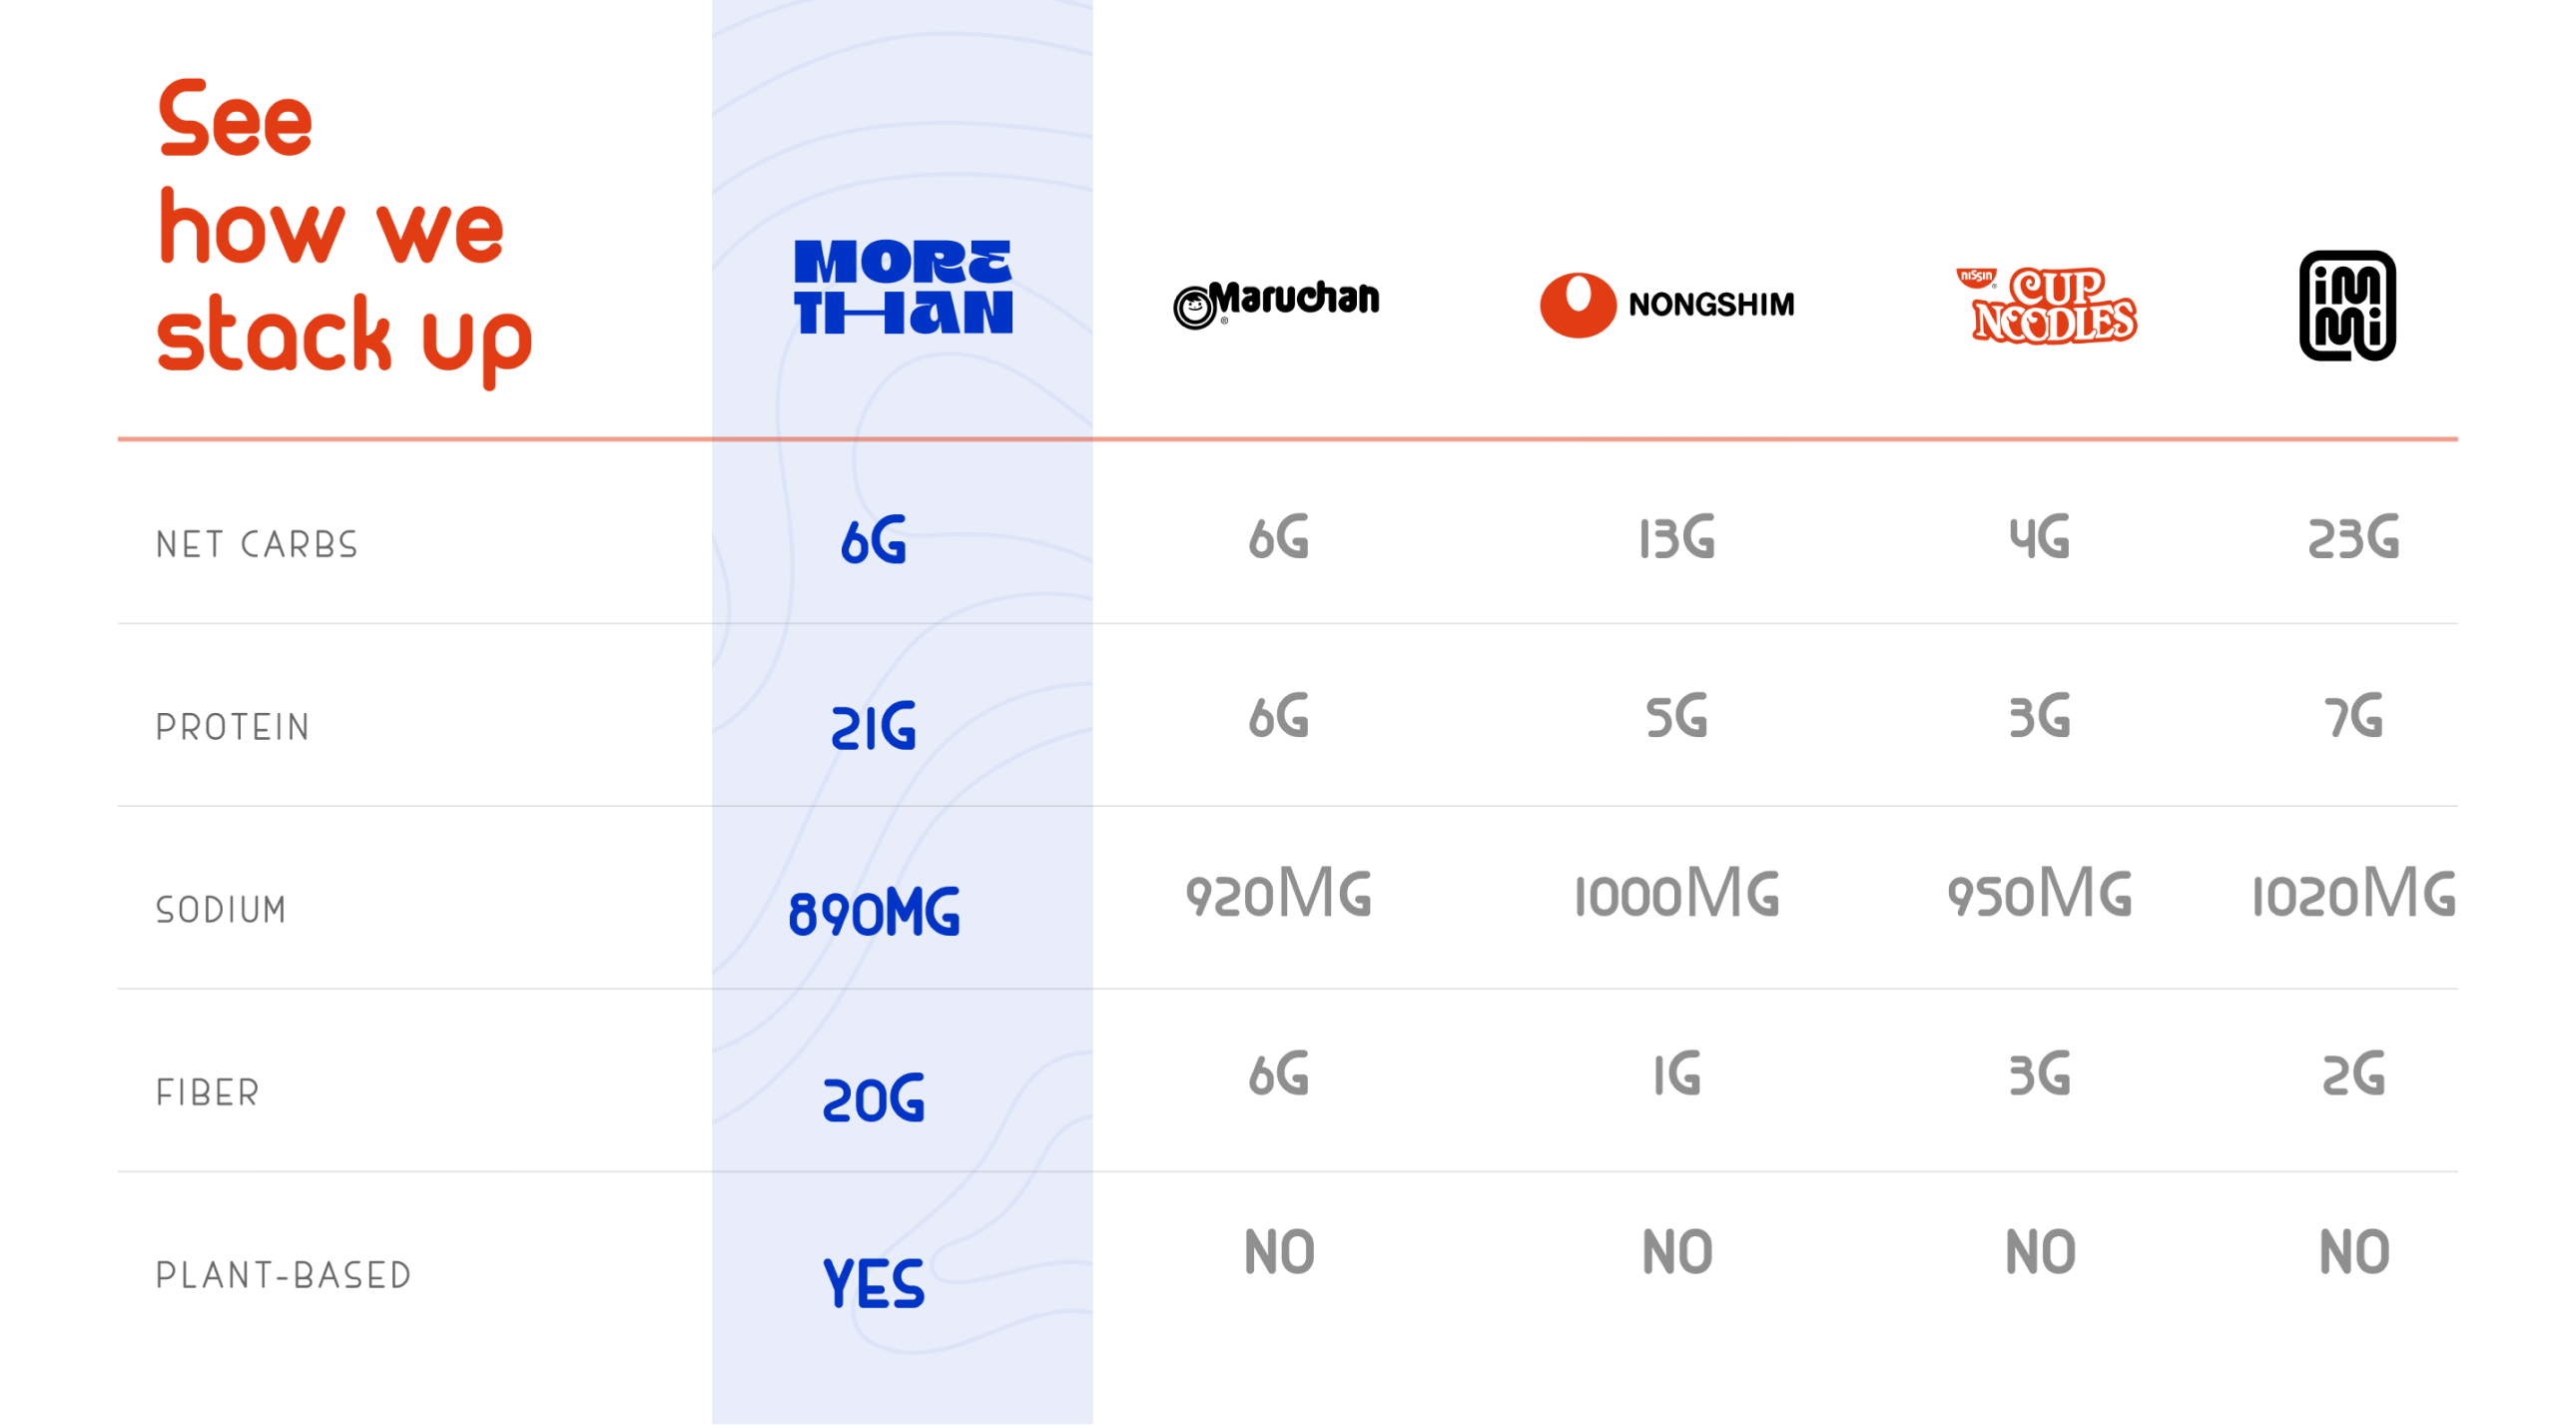 See
how we
stack up
MORE
THAN
Maruchan
®
NONGSHIM
nissin
®
CUP
NOODLES
iM
Mi
NET CARBS 6G 6G 13G 4G 23G
PROTEIN 21G 6G 5G 3G 7G
SODIUM 890MG 920MG 1000MG 950MG 1020MG
FIBER 20G 6G 1G 3G 2G
PLANT-BASED YES NO NO NO NO